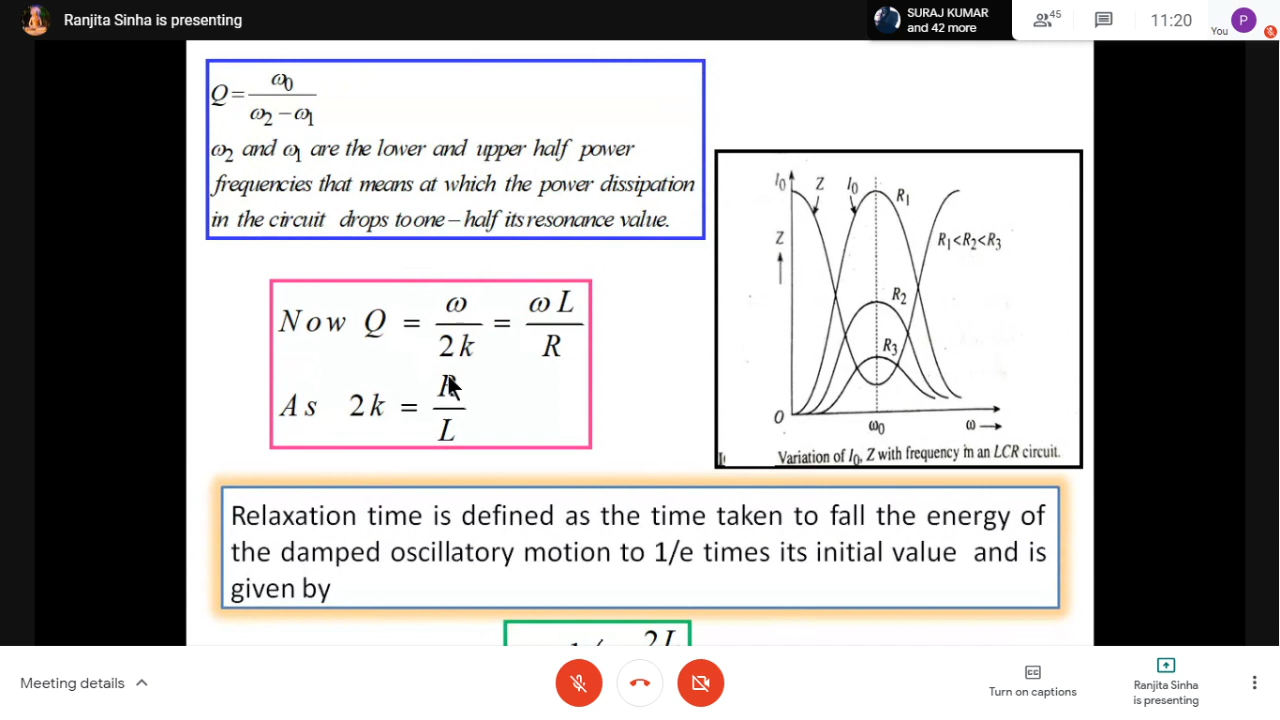 Ranjita Sinha is presenting
SURAJ KUMAR
and 42 more
45
11:20
You
P
Q = ω0 / (ω2 − ω1)
ω2 and ω1 are the lower and upper half power
frequencies that means at which the power dissipation
in the circuit drops to one − half its resonance value.
Now Q = ω / 2k = ωL / R
As 2k = R / L
I0
Z
I0
R1
Z
R1<R2<R3
R2
R3
O
ω0
ω
Variation of I0, Z with frequency in an LCR circuit.
Relaxation time is defined as the time taken to fall the energy of
the damped oscillatory motion to 1/e times its initial value and is
given by
Meeting details
CC
Turn on captions
Ranjita Sinha
is presenting